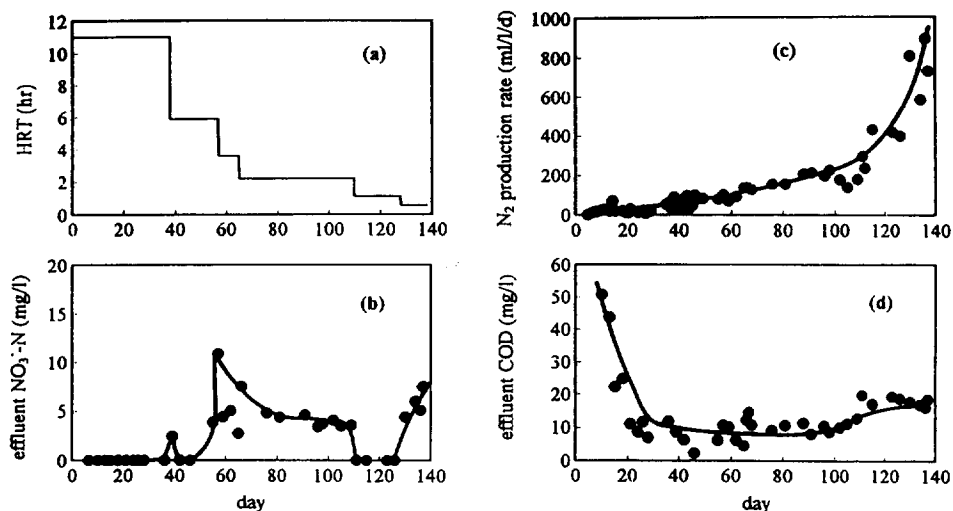 12
10
8
6
4
2
0
HRT (hr)
(a)
0 20 40 60 80 100 120 140
1000
800
600
400
200
0
N₂ production rate (ml/l/d)
(c)
0 20 40 60 80 100 120 140
20
15
10
5
0
effluent NO₃⁻-N (mg/l)
(b)
0 20 40 60 80 100 120 140
day
60
50
40
30
20
10
0
effluent COD (mg/l)
(d)
0 20 40 60 80 100 120 140
day